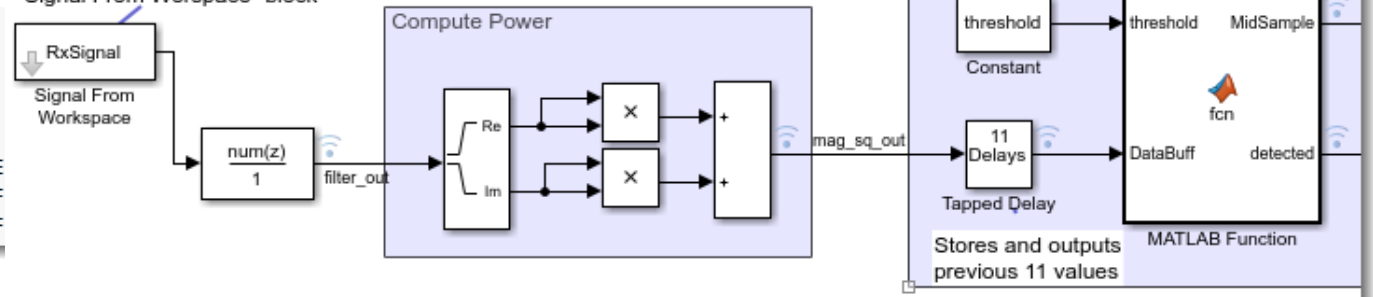 Signal From Workspace" block
RxSignal
Signal From
Workspace
num(z)
1
filter_out
Compute Power
Re
Im
×
×
+
+
mag_sq_out
threshold
Constant
11
Delays
Tapped Delay
Stores and outputs
previous 11 values
threshold
MidSample
fcn
DataBuff
detected
MATLAB Function